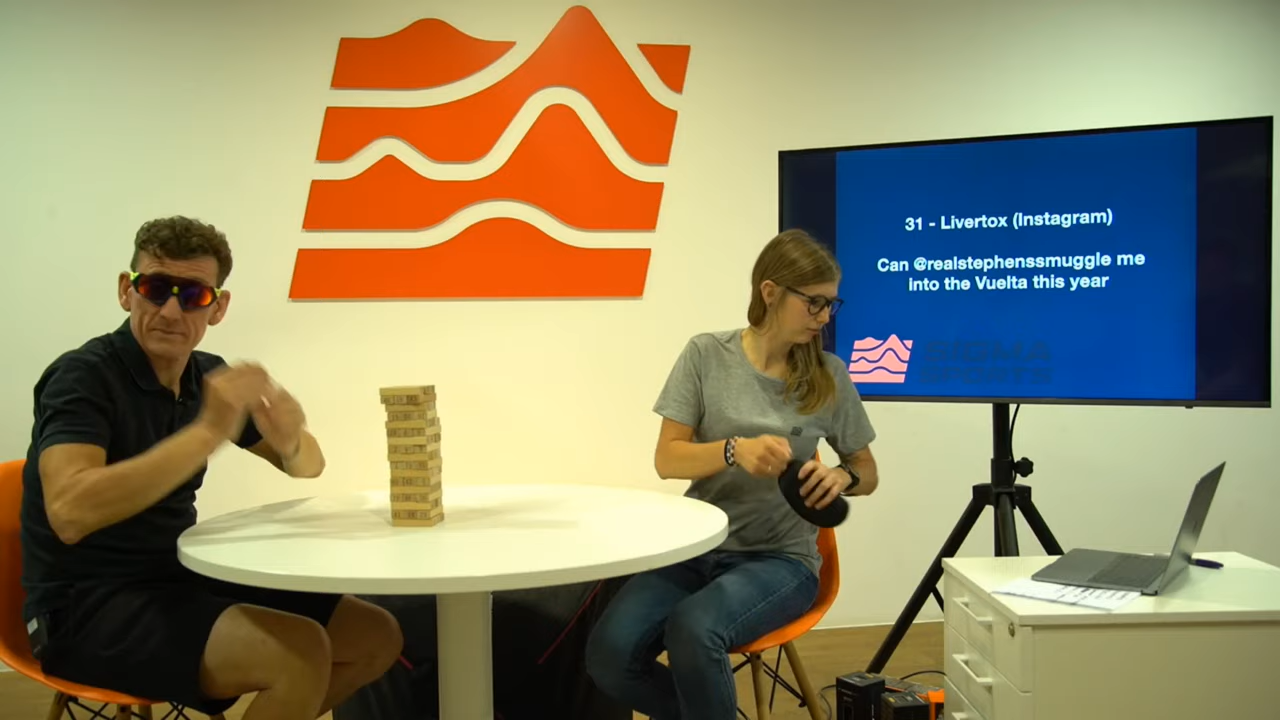 31 - Livertox (Instagram)
Can @realstephenssmuggle me
into the Vuelta this year
SIGMA
SPORTS